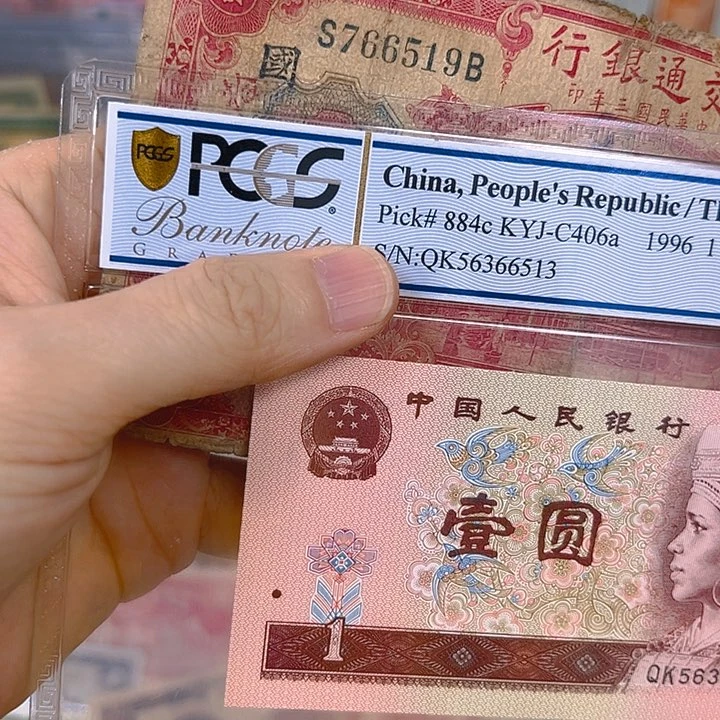 S766519B
國
行銀通交
印年三國民華中
PCGS
PCGS
Banknote
China, People's Republic / T
Pick# 884c KYJ-C406a 1996 1
S/N:QK56366513
中国人民银行
壹圆
1
QK563